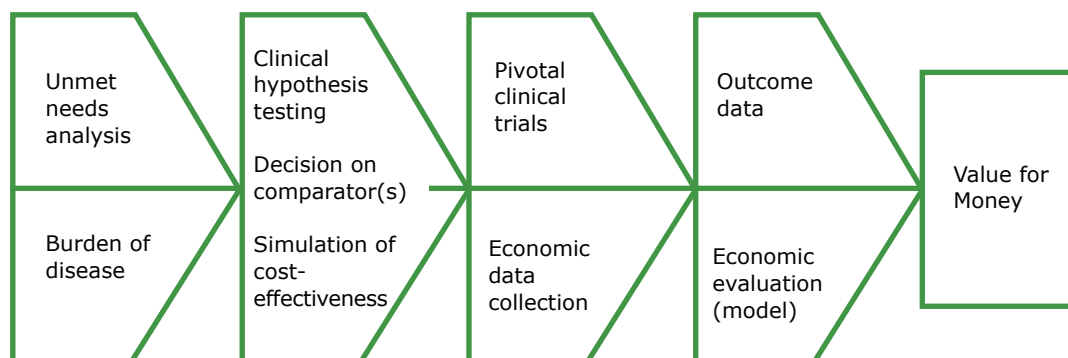 Unmet
needs
analysis
Burden of
disease
Clinical
hypothesis
testing
Decision on
comparator(s)
Simulation of
cost-
effectiveness
Pivotal
clinical
trials
Economic
data
collection
Outcome
data
Economic
evaluation
(model)
Value for
Money